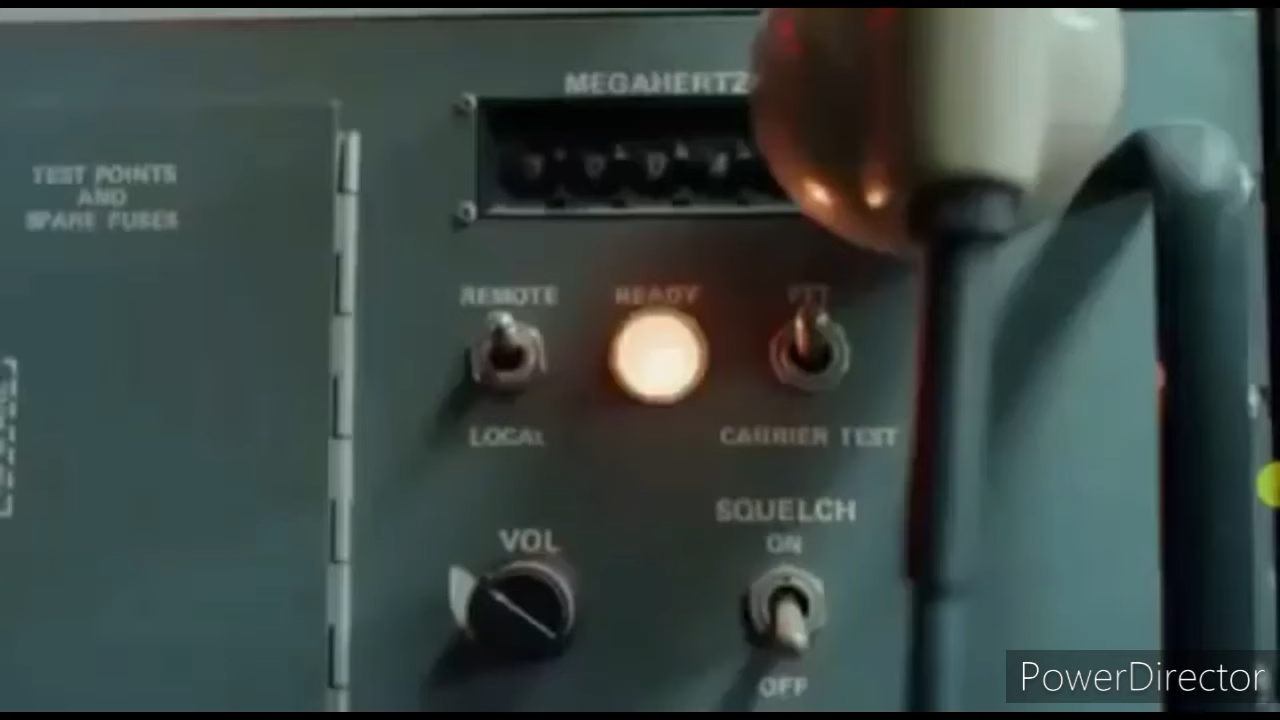 MEGAHERTZ
TEST POINTS
AND
SPARE FUSES
REMOTE
READY
LOCAL
CARRIER TEST
SQUELCH
ON
VOL
OFF
PowerDirector